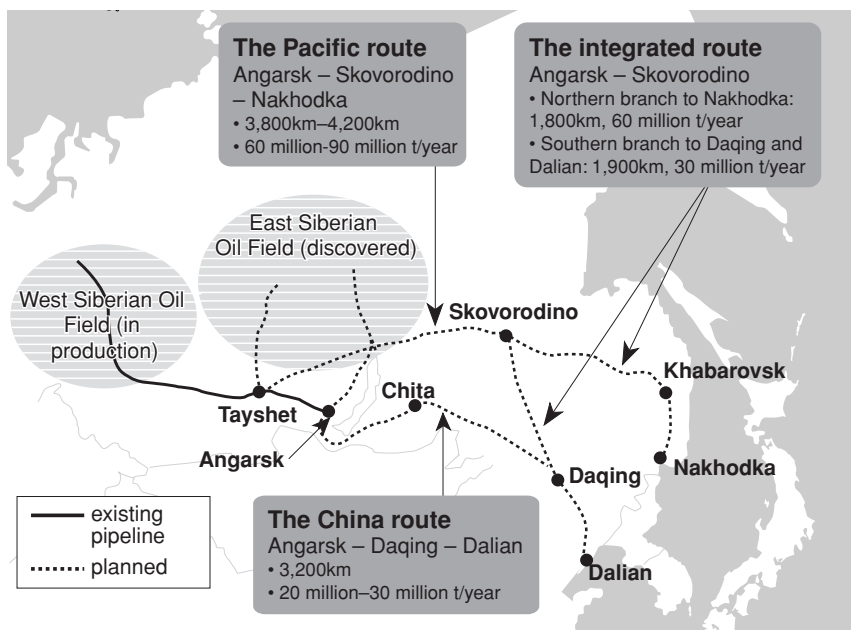 The Pacific route
Angarsk – Skovorodino
– Nakhodka
• 3,800km–4,200km
• 60 million-90 million t/year
The integrated route
Angarsk – Skovorodino
• Northern branch to Nakhodka:
1,800km, 60 million t/year
• Southern branch to Daqing and
Dalian: 1,900km, 30 million t/year
East Siberian
Oil Field (discovered)
West Siberian Oil
Field (in
production)
Skovorodino
Khabarovsk
Chita
Tayshet
Angarsk
Daqing
Nakhodka
Dalian
existing
pipeline
planned
The China route
Angarsk – Daqing – Dalian
• 3,200km
• 20 million–30 million t/year